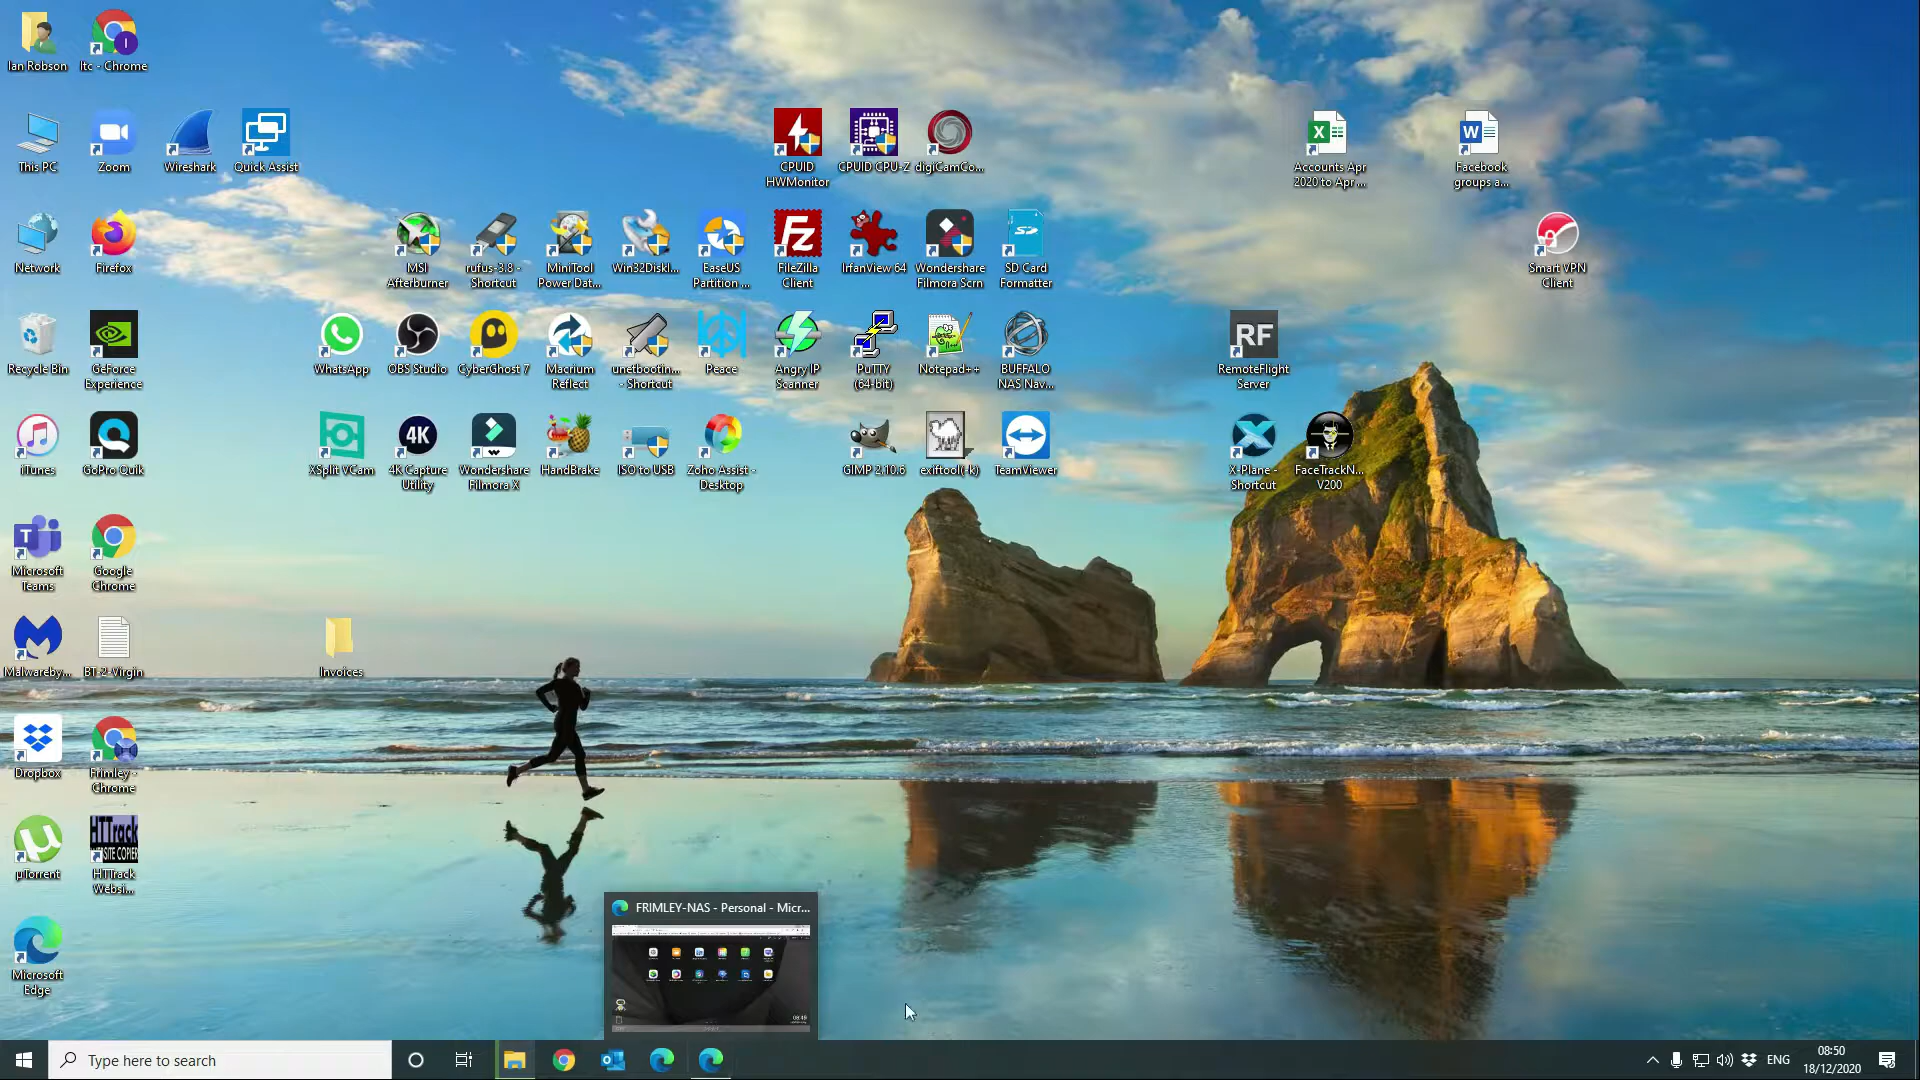 Ian Robson
Itc - Chrome
This PC
Zoom
Wireshark
Quick Assist
CPUID
HWMonitor
CPUID CPU-Z
digiCamCo...
Accounts Apr
2020 to Apr ...
Facebook
groups a...
Network
Firefox
MSI
Afterburner
rufus-3.8 -
Shortcut
MiniTool
Power Dat...
Win32DiskI...
EaseUS
Partition ...
Fz
FileZilla
Client
IrfanView 64
Wondershare
Filmora Scrn
SD
SD Card
Formatter
Smart VPN
Client
Recycle Bin
GeForce
Experience
WhatsApp
OBS Studio
CyberGhost 7
Macrium
Reflect
unetbootin...
- Shortcut
Peace
Angry IP
Scanner
PuTTY
(64-bit)
Notepad++
BUFFALO
NAS Nav...
RF
RemoteFlight
Server
iTunes
GoPro Quik
XSplit VCam
4K
4K Capture
Utility
Wondershare
Filmora X
HandBrake
ISO to USB
Zoho Assist -
Desktop
GIMP 2.10.6
exiftool(-k)
TeamViewer
X-Plane -
Shortcut
FaceTrackN...
V200
Microsoft
Teams
Google
Chrome
Malwareby...
BT-2-Virgin
Invoices
Dropbox
Frimley -
Chrome
HTTrack
WEBSITE COPIER
µTorrent
HTTrack
Websi...
Microsoft
Edge
FRIMLEY-NAS - Personal - Micr...
08:49
Type here to search
ENG
08:50
18/12/2020